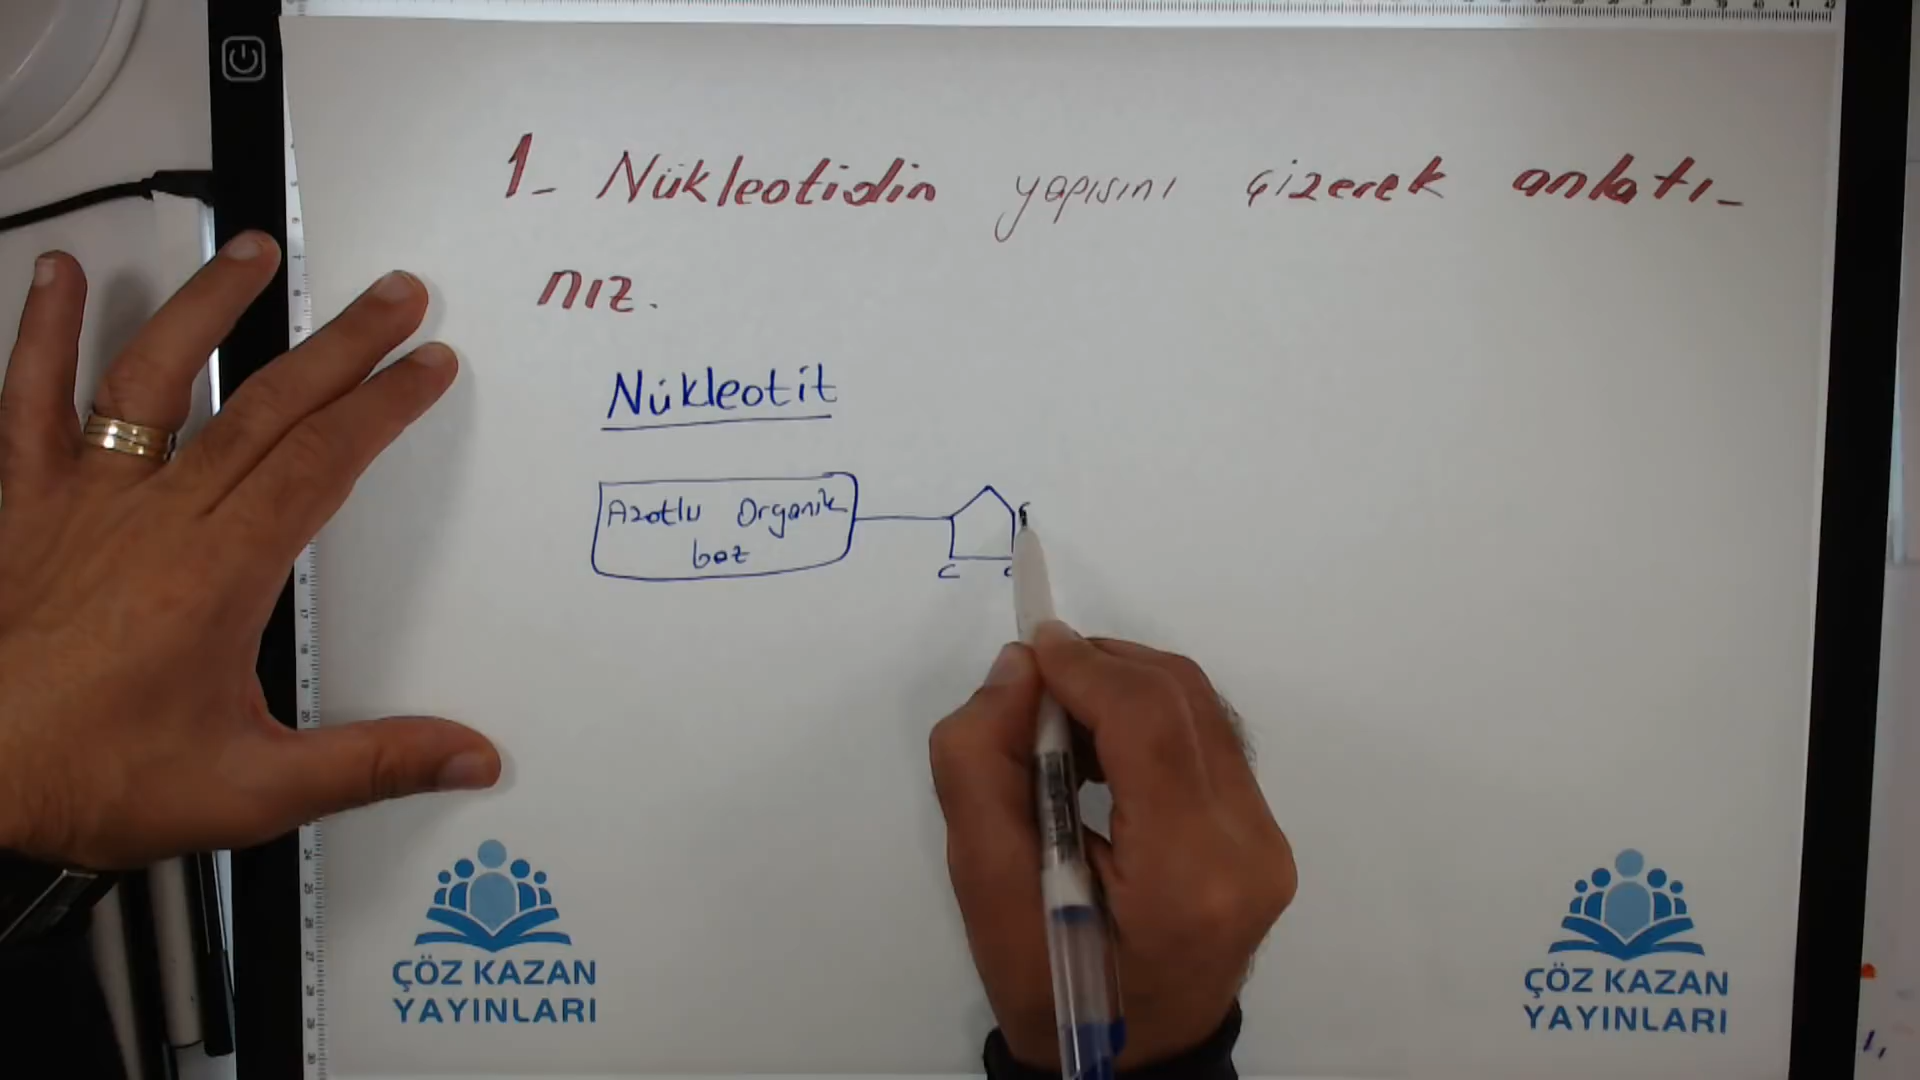 1- Nükleotidin yapısını çizerek anlatı-
nız.
Nükleotit
Azotlu Organik
baz
C C C
ÇÖZ KAZAN
YAYINLARI
ÇÖZ KAZAN
YAYINLARI